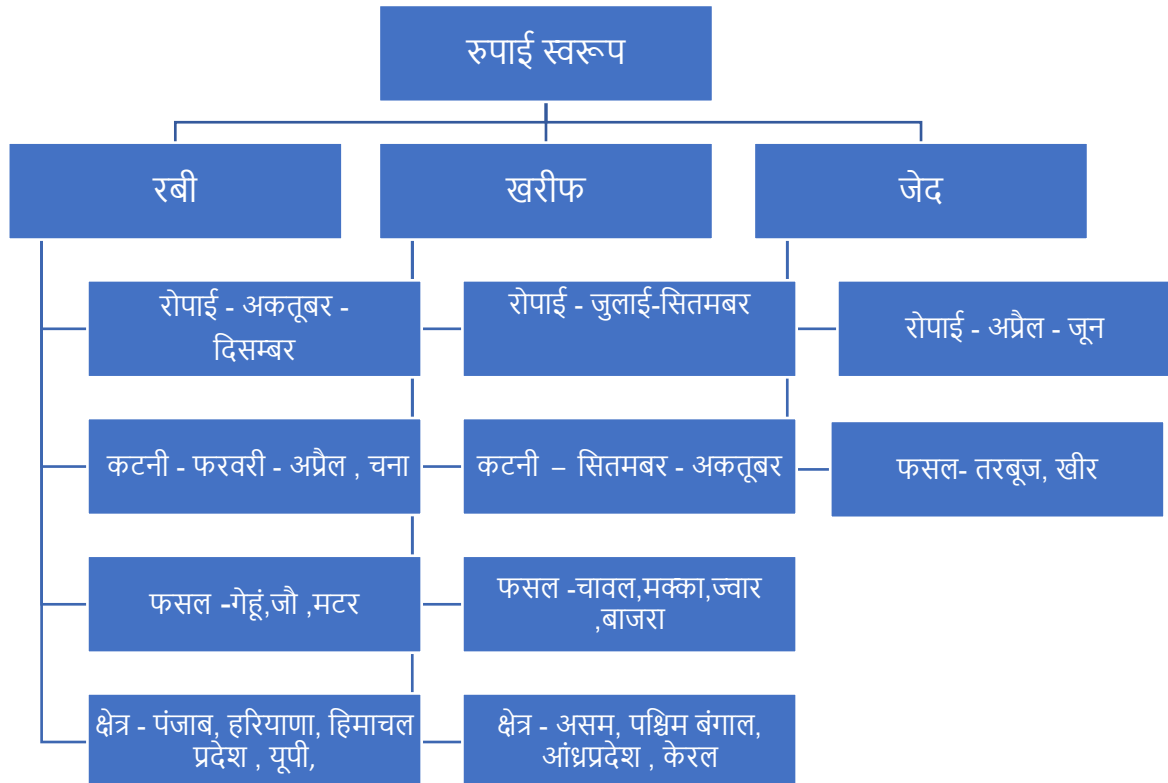 रुपाई स्वरूप
रबी
खरीफ
जेद
रोपाई - अकतूबर -
दिसम्बर
रोपाई - जुलाई-सितमबर
रोपाई - अप्रैल - जून
कटनी - फरवरी - अप्रैल , चना
कटनी – सितमबर - अकतूबर
फसल- तरबूज, खीर
फसल -गेहूं,जौ ,मटर
फसल -चावल,मक्का,ज्वार
,बाजरा
क्षेत्र - पंजाब, हरियाणा, हिमाचल
प्रदेश , यूपी,
क्षेत्र - असम, पश्चिम बंगाल,
आंध्रप्रदेश , केरल